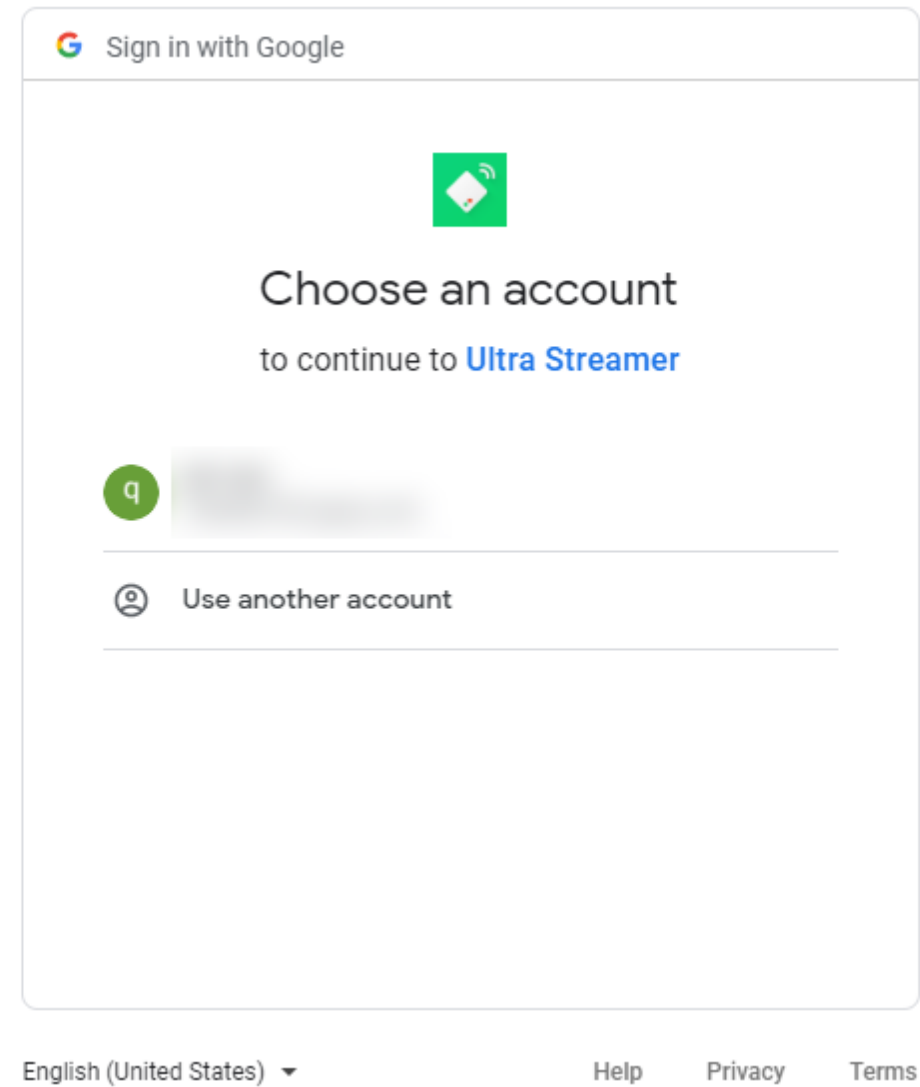 Sign in with Google
Choose an account
to continue to Ultra Streamer
q
Use another account
English (United States)
Help Privacy Terms